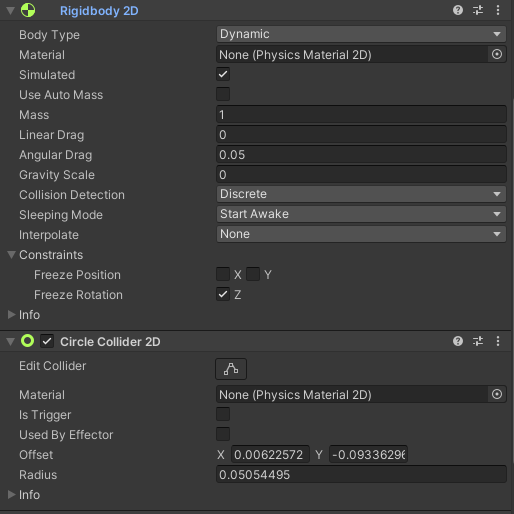 Rigidbody 2D
Body Type Dynamic
Material None (Physics Material 2D)
Simulated
Use Auto Mass
Mass 1
Linear Drag 0
Angular Drag 0.05
Gravity Scale 0
Collision Detection Discrete
Sleeping Mode Start Awake
Interpolate None
Constraints
Freeze Position X Y
Freeze Rotation Z
Info
Circle Collider 2D
Edit Collider
Material None (Physics Material 2D)
Is Trigger
Used By Effector
Offset X 0.00622572 Y -0.09336296
Radius 0.05054495
Info